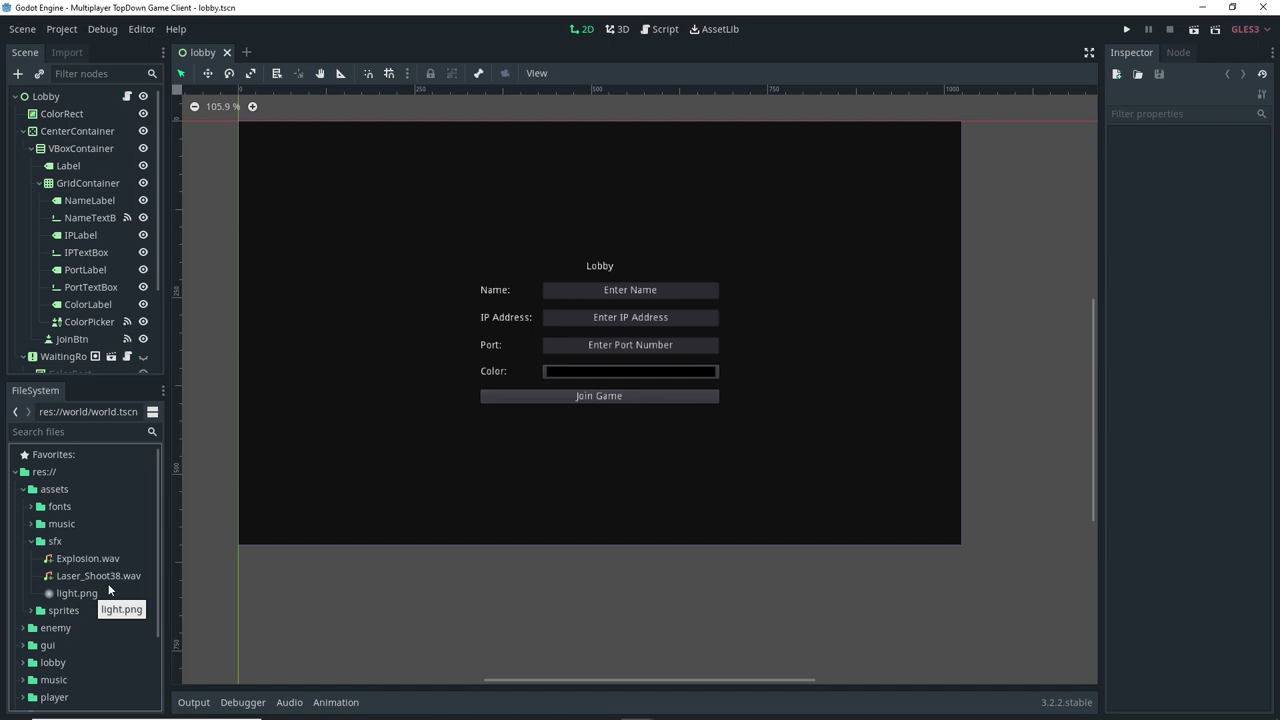 Godot Engine - Multiplayer TopDown Game Client - lobby.tscn
Scene Project Debug Editor Help
2D 3D Script AssetLib
GLES3
Scene Import
Filter nodes
Lobby
ColorRect
CenterContainer
VBoxContainer
Label
GridContainer
NameLabel
NameTextB
IPLabel
IPTextBox
PortLabel
PortTextBox
ColorLabel
ColorPicker
JoinBtn
WaitingRo
FileSystem
res://world/world.tscn
Search files
Favorites:
res://
assets
fonts
music
sfx
Explosion.wav
Laser_Shoot38.wav
light.png
light.png
sprites
enemy
gui
lobby
music
player
lobby
View
105.9 %
0 250 500 750 1000
0
250
500
750
Lobby
Name: Enter Name
IP Address: Enter IP Address
Port: Enter Port Number
Color:
Join Game
Output Debugger Audio Animation
3.2.2.stable
Inspector Node
Filter properties